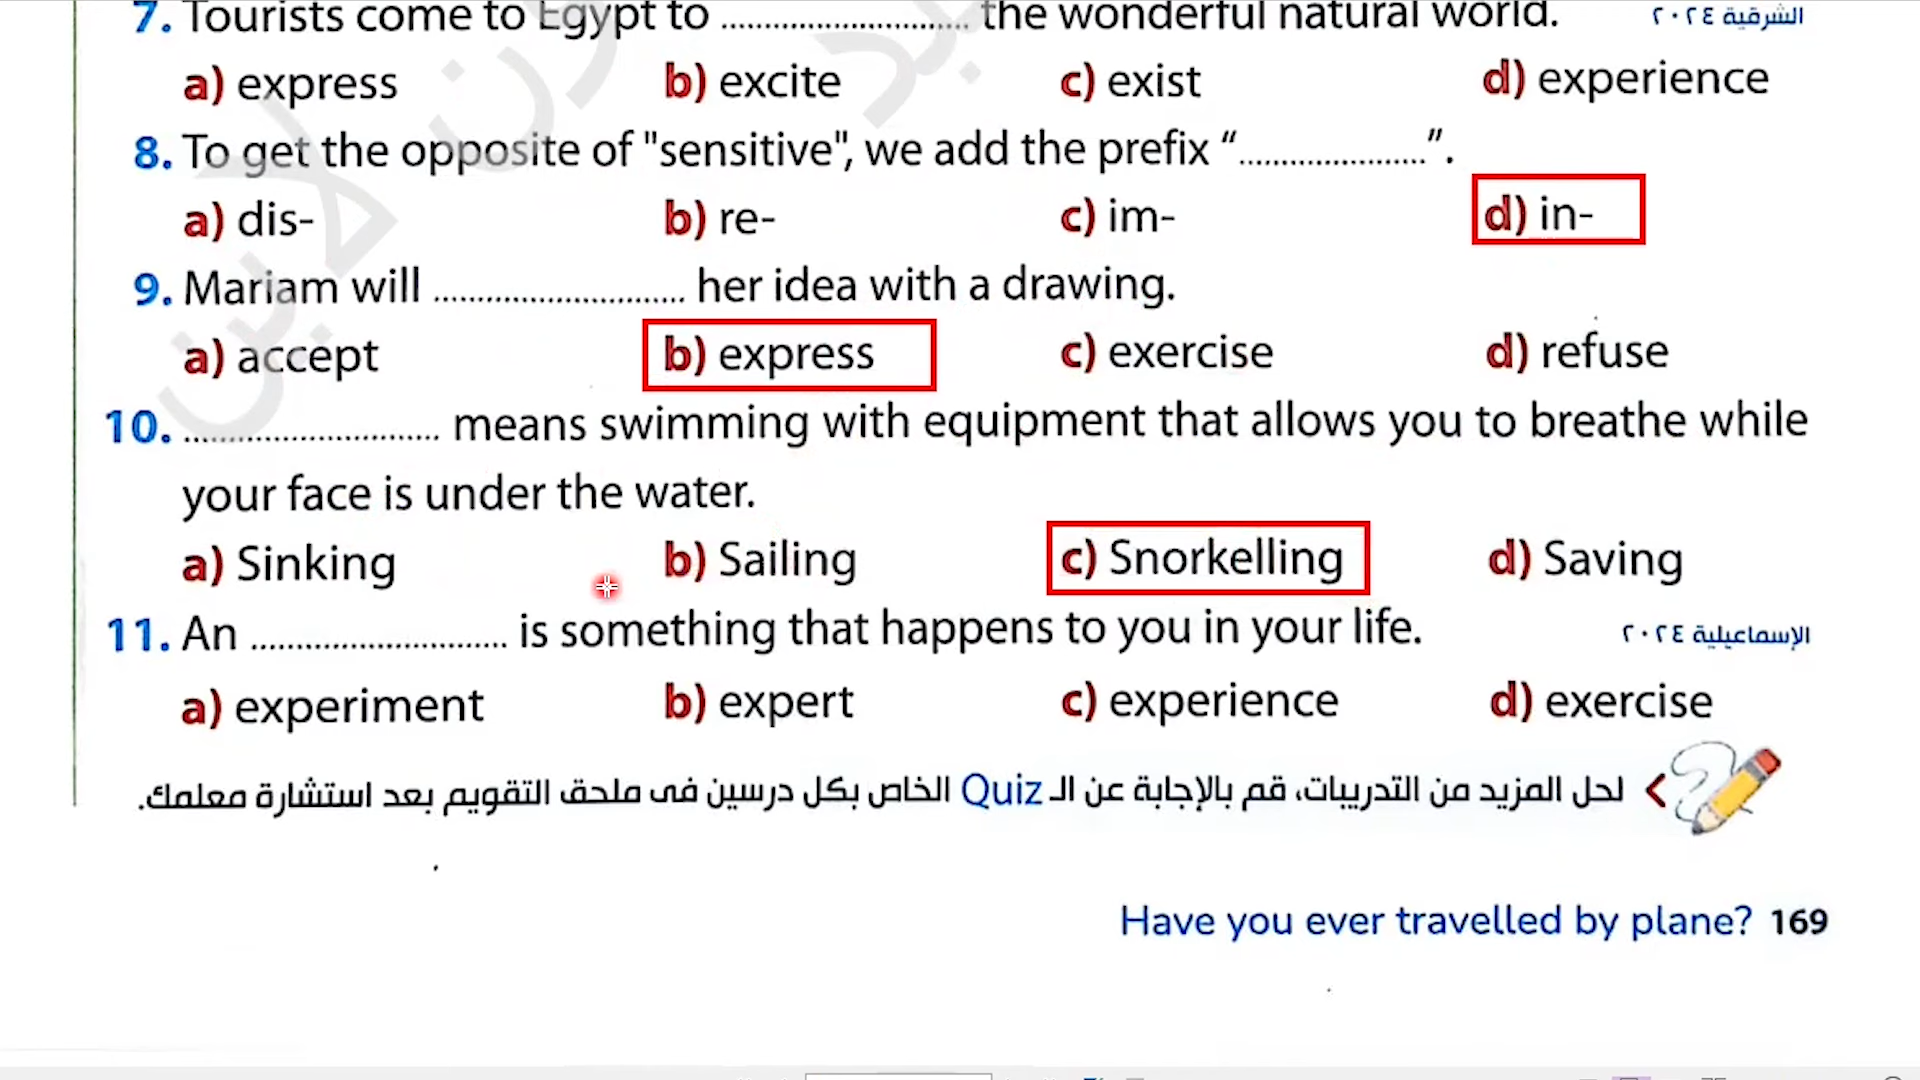 7. Tourists come to Egypt to ............................ the wonderful natural world. الشرقية ٢٠٢٤
a) express b) excite c) exist d) experience
8. To get the opposite of "sensitive", we add the prefix “......................”.
a) dis- b) re- c) im- d) in-
9. Mariam will ............................ her idea with a drawing.
a) accept b) express c) exercise d) refuse
10. ............................ means swimming with equipment that allows you to breathe while
your face is under the water.
a) Sinking b) Sailing c) Snorkelling d) Saving
11. An ............................ is something that happens to you in your life. الإسماعيلية ٢٠٢٤
a) experiment b) expert c) experience d) exercise
لحل المزيد من التدريبات، قم بالإجابة عن الـ Quiz الخاص بكل درسين فى ملحق التقويم بعد استشارة معلمك.
Have you ever travelled by plane? 169